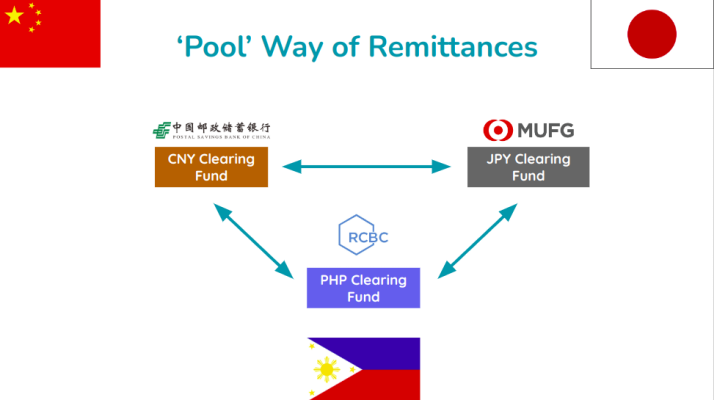 ‘Pool’ Way of Remittances
中国邮政储蓄银行
POSTAL SAVINGS BANK OF CHINA
MUFG
CNY Clearing
Fund
JPY Clearing
Fund
RCBC
PHP Clearing
Fund